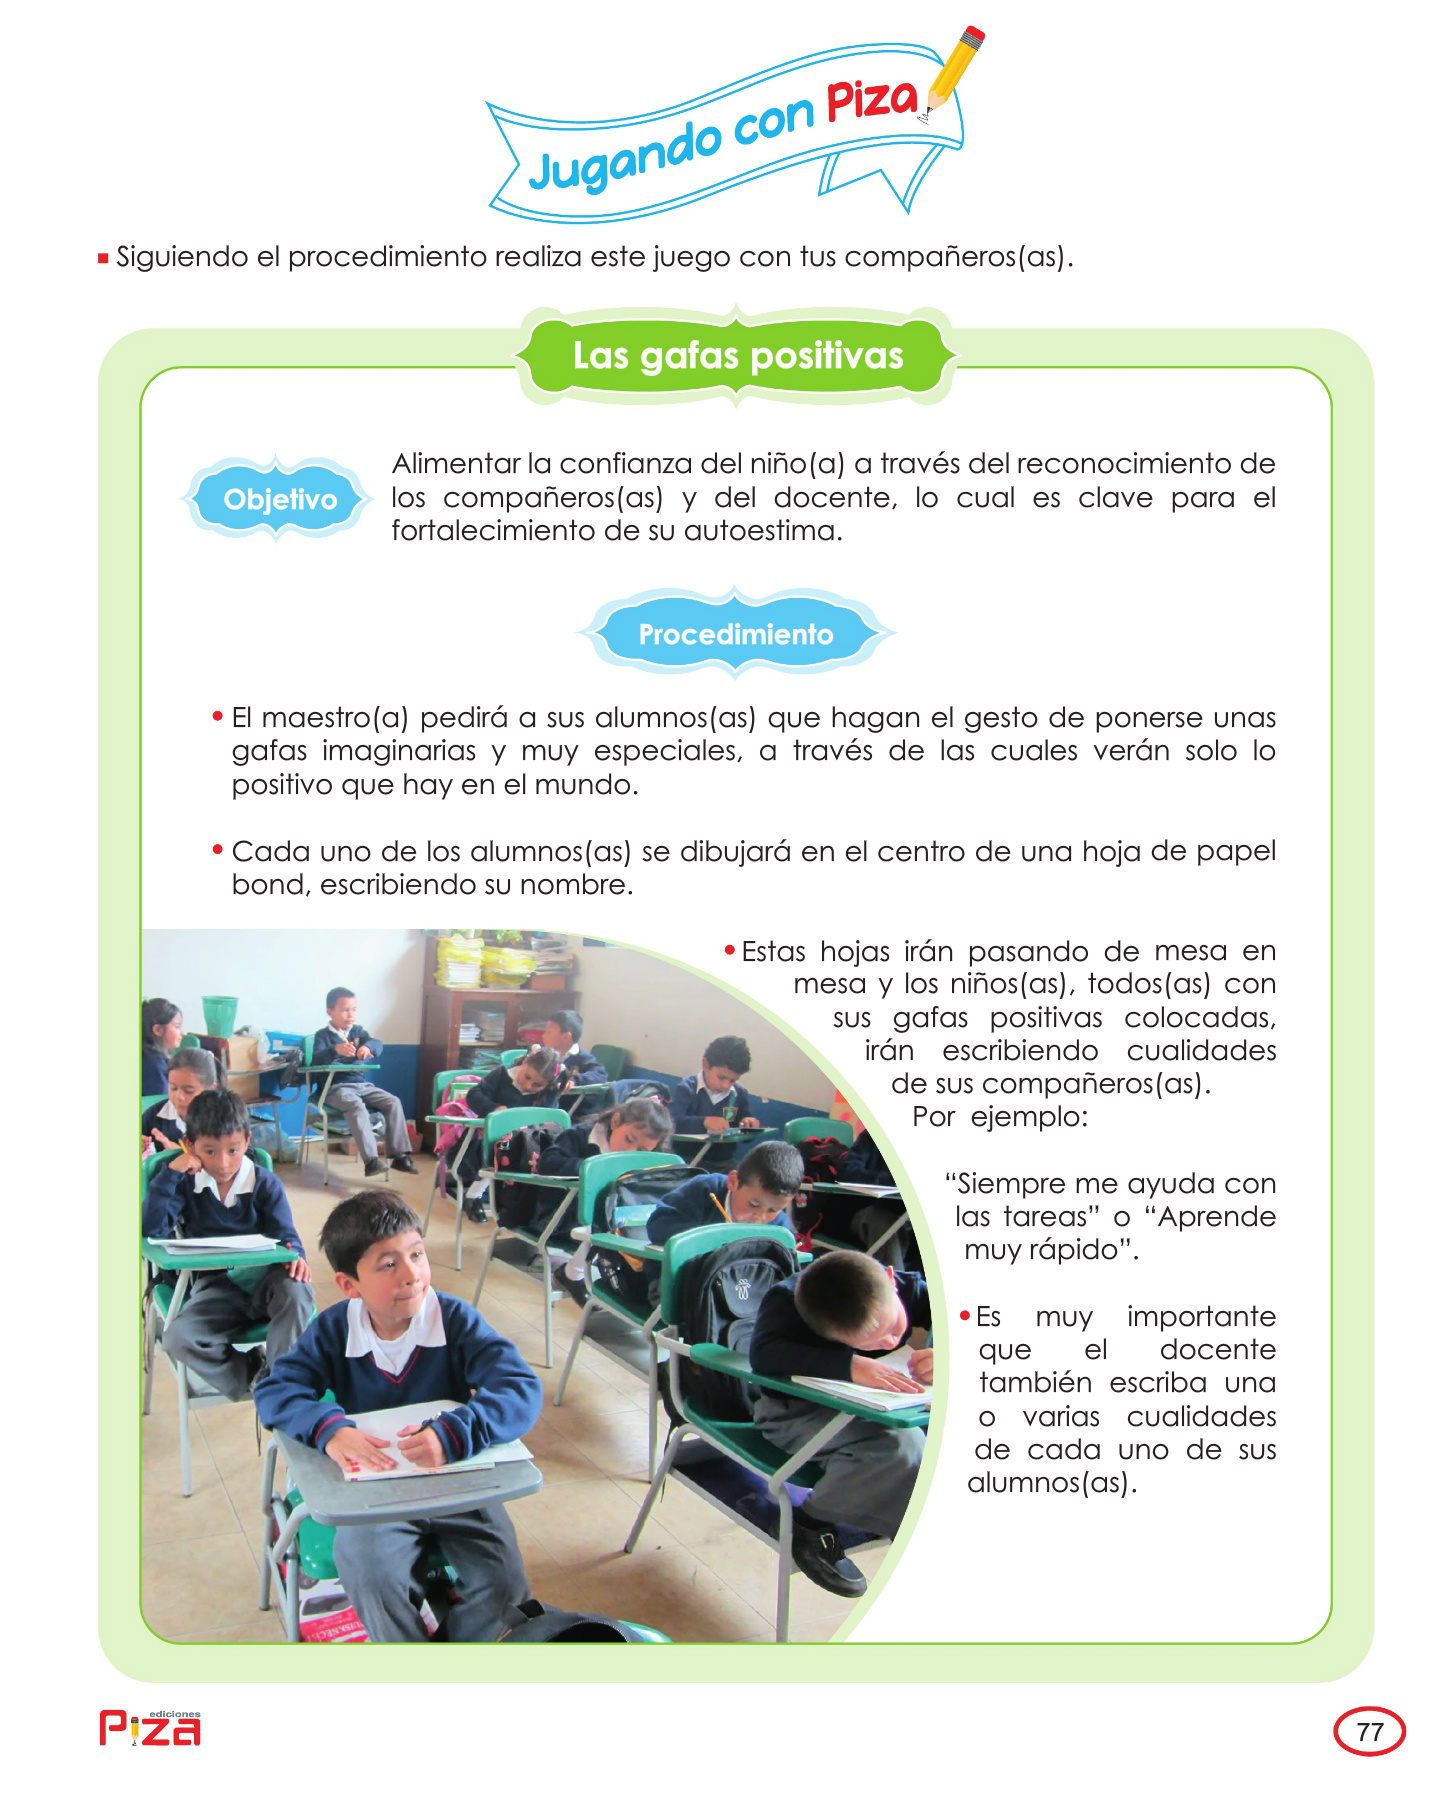 Jugando con Piza
Siguiendo el procedimiento realiza este juego con tus compañeros(as).
Las gafas positivas
Objetivo
Alimentar la confianza del niño(a) a través del reconocimiento de
los compañeros(as) y del docente, lo cual es clave para el
fortalecimiento de su autoestima.
Procedimiento
• El maestro(a) pedirá a sus alumnos(as) que hagan el gesto de ponerse unas
gafas imaginarias y muy especiales, a través de las cuales verán solo lo
positivo que hay en el mundo.
• Cada uno de los alumnos(as) se dibujará en el centro de una hoja de papel
bond, escribiendo su nombre.
• Estas hojas irán pasando de mesa en
mesa y los niños(as), todos(as) con
sus gafas positivas colocadas,
irán escribiendo cualidades
de sus compañeros(as).
Por ejemplo:
“Siempre me ayuda con
las tareas” o “Aprende
muy rápido”.
• Es muy importante
que el docente
también escriba una
o varias cualidades
de cada uno de sus
alumnos(as).
ediciones
Piza
77